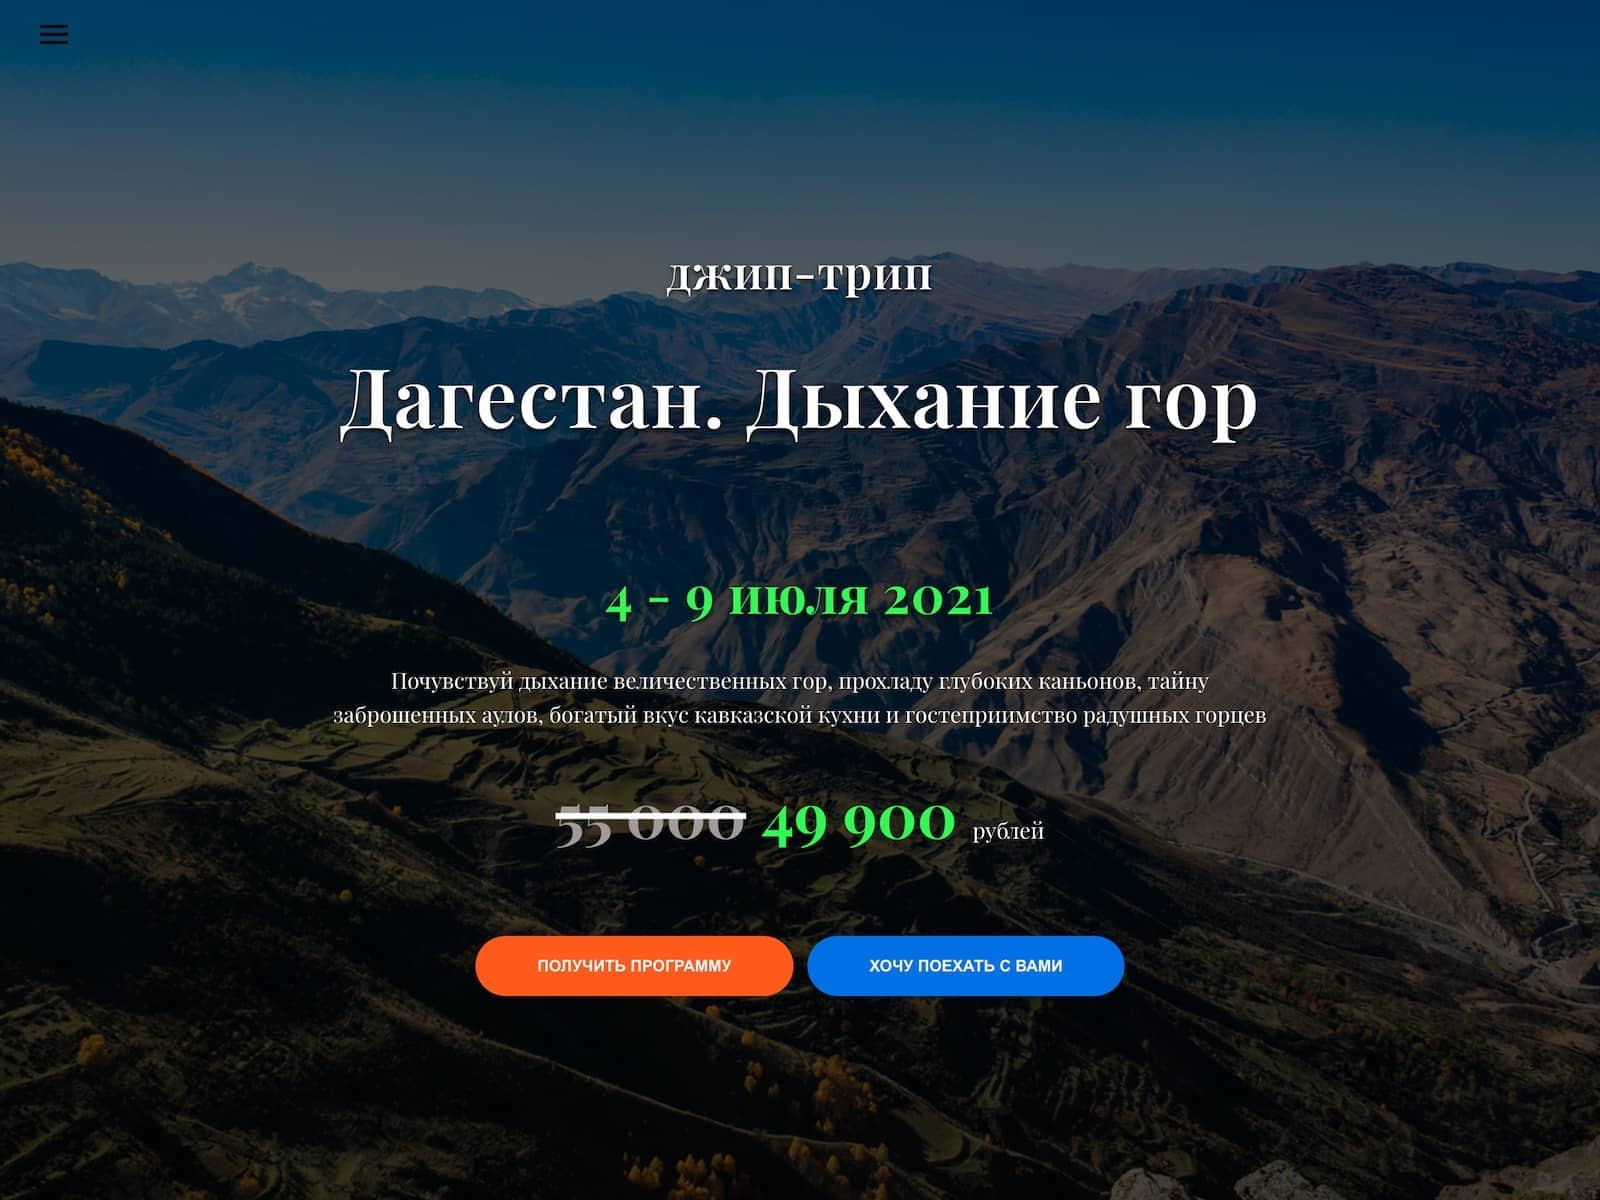 джип-трип
Дагестан. Дыхание гор
4 - 9 июля 2021
Почувствуй дыхание величественных гор, прохладу глубоких каньонов, тайну
заброшенных аулов, богатый вкус кавказской кухни и гостеприимство радушных горцев
55 000 49 900 рублей
ПОЛУЧИТЬ ПРОГРАММУ ХОЧУ ПОЕХАТЬ С ВАМИ